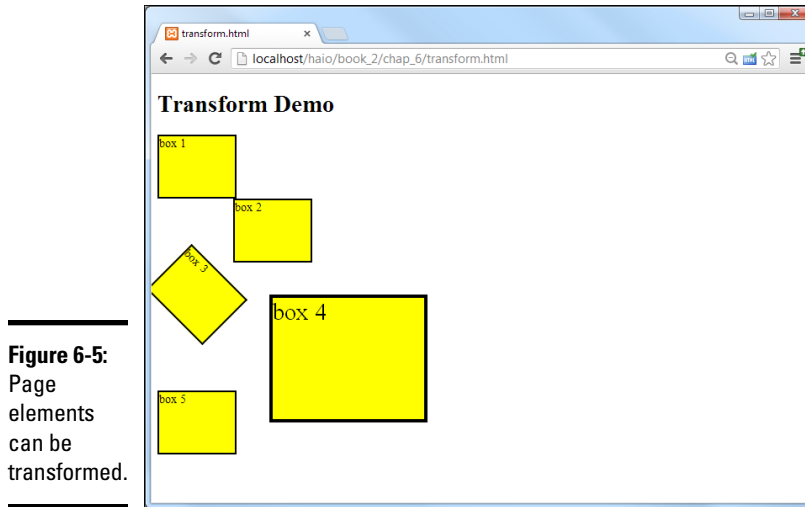 transform.html
localhost/haio/book_2/chap_6/transform.html
Transform Demo
box 1
box 2
box 3
box 4
box 5
Figure 6-5:
Page
elements
can be
transformed.